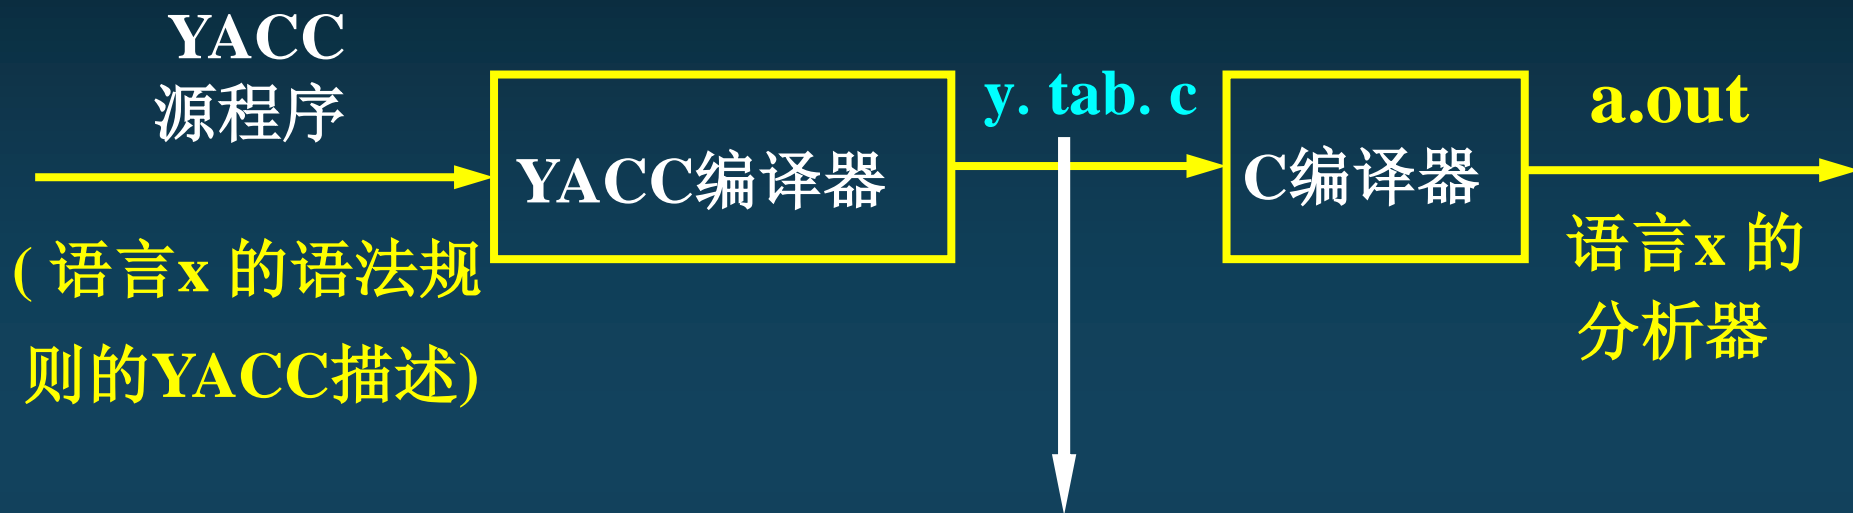 YACC
源程序
YACC编译器
y. tab. c
C编译器
a.out
( 语言x 的语法规
则的YACC描述)
语言x 的
分析器